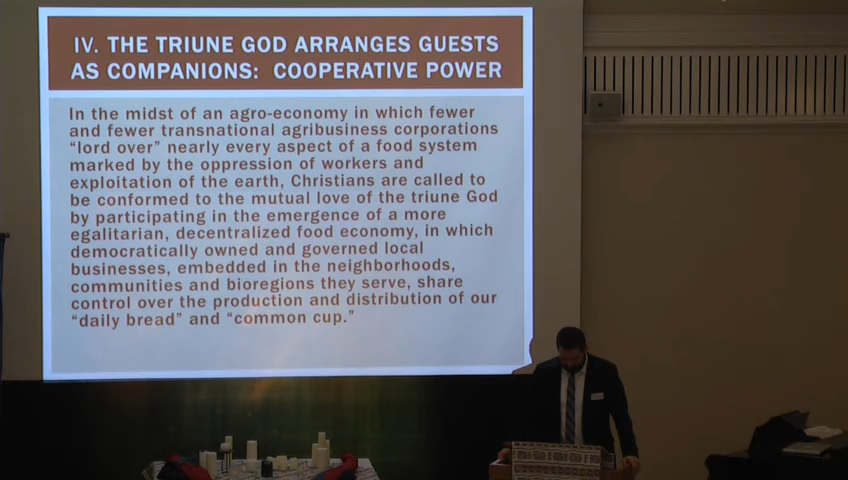 IV. THE TRIUNE GOD ARRANGES GUESTS
AS COMPANIONS: COOPERATIVE POWER
In the midst of an agro-economy in which fewer
and fewer transnational agribusiness corporations
“lord over” nearly every aspect of a food system
marked by the oppression of workers and
exploitation of the earth, Christians are called to
be conformed to the mutual love of the triune God
by participating in the emergence of a more
egalitarian, decentralized food economy, in which
democratically owned and governed local
businesses, embedded in the neighborhoods,
communities and bioregions they serve, share
control over the production and distribution of our
“daily bread” and “common cup.”